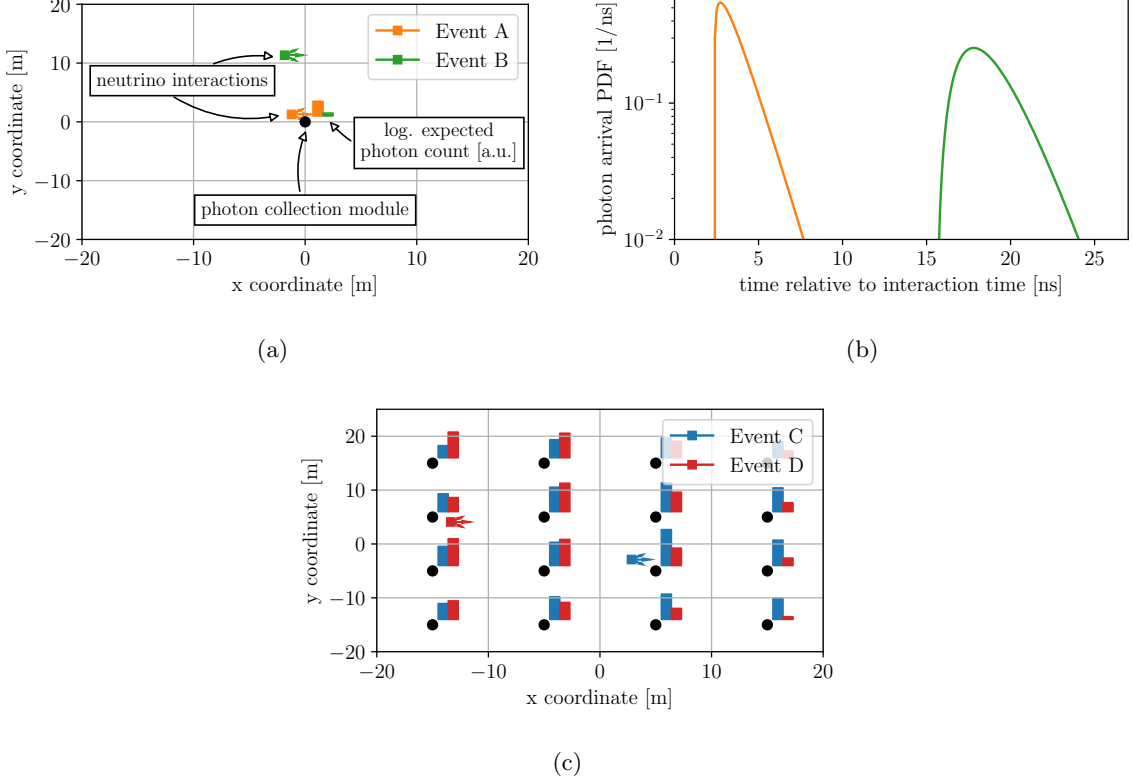 Event A
Event B
neutrino interactions
log. expected
photon count [a.u.]
photon collection module
10
0
−10
−20
−20
−10
0
10
20
y coordinate [m]
x coordinate [m]
(a)
photon arrival PDF [1/ns]
10⁻¹
10⁻²
0
5
10
15
20
25
time relative to interaction time [ns]
(b)
Event C
Event D
20
10
0
−10
−20
−20
−10
0
10
20
y coordinate [m]
x coordinate [m]
(c)